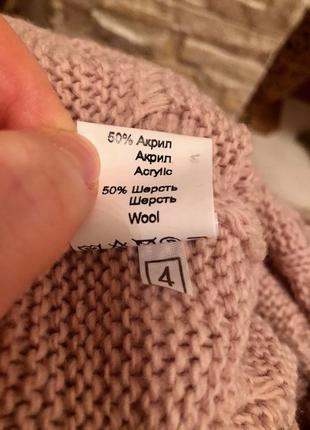 50% Акрил
Акрил
Acrylic
50% Шерсть
Шерсть
Wool
4